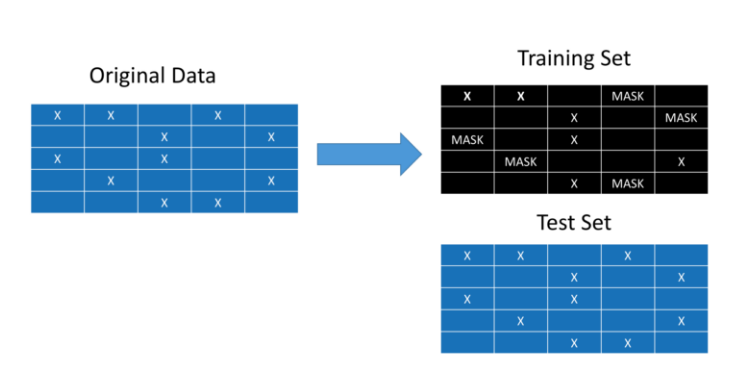 Original Data
X X X
X X
X X
X X
X X
Training Set
X X MASK
X MASK
MASK X
MASK X
X MASK
Test Set
X X X
X X
X X
X X
X X